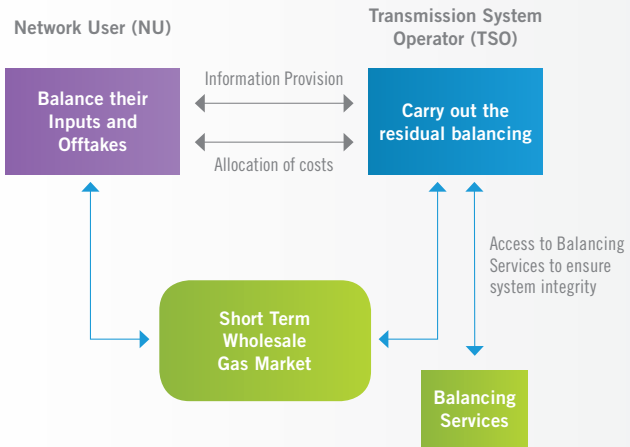 Network User (NU)
Transmission System
Operator (TSO)
Balance their
Inputs and
Offtakes
Information Provision
Allocation of costs
Carry out the
residual balancing
Access to Balancing
Services to ensure
system integrity
Short Term
Wholesale
Gas Market
Balancing
Services